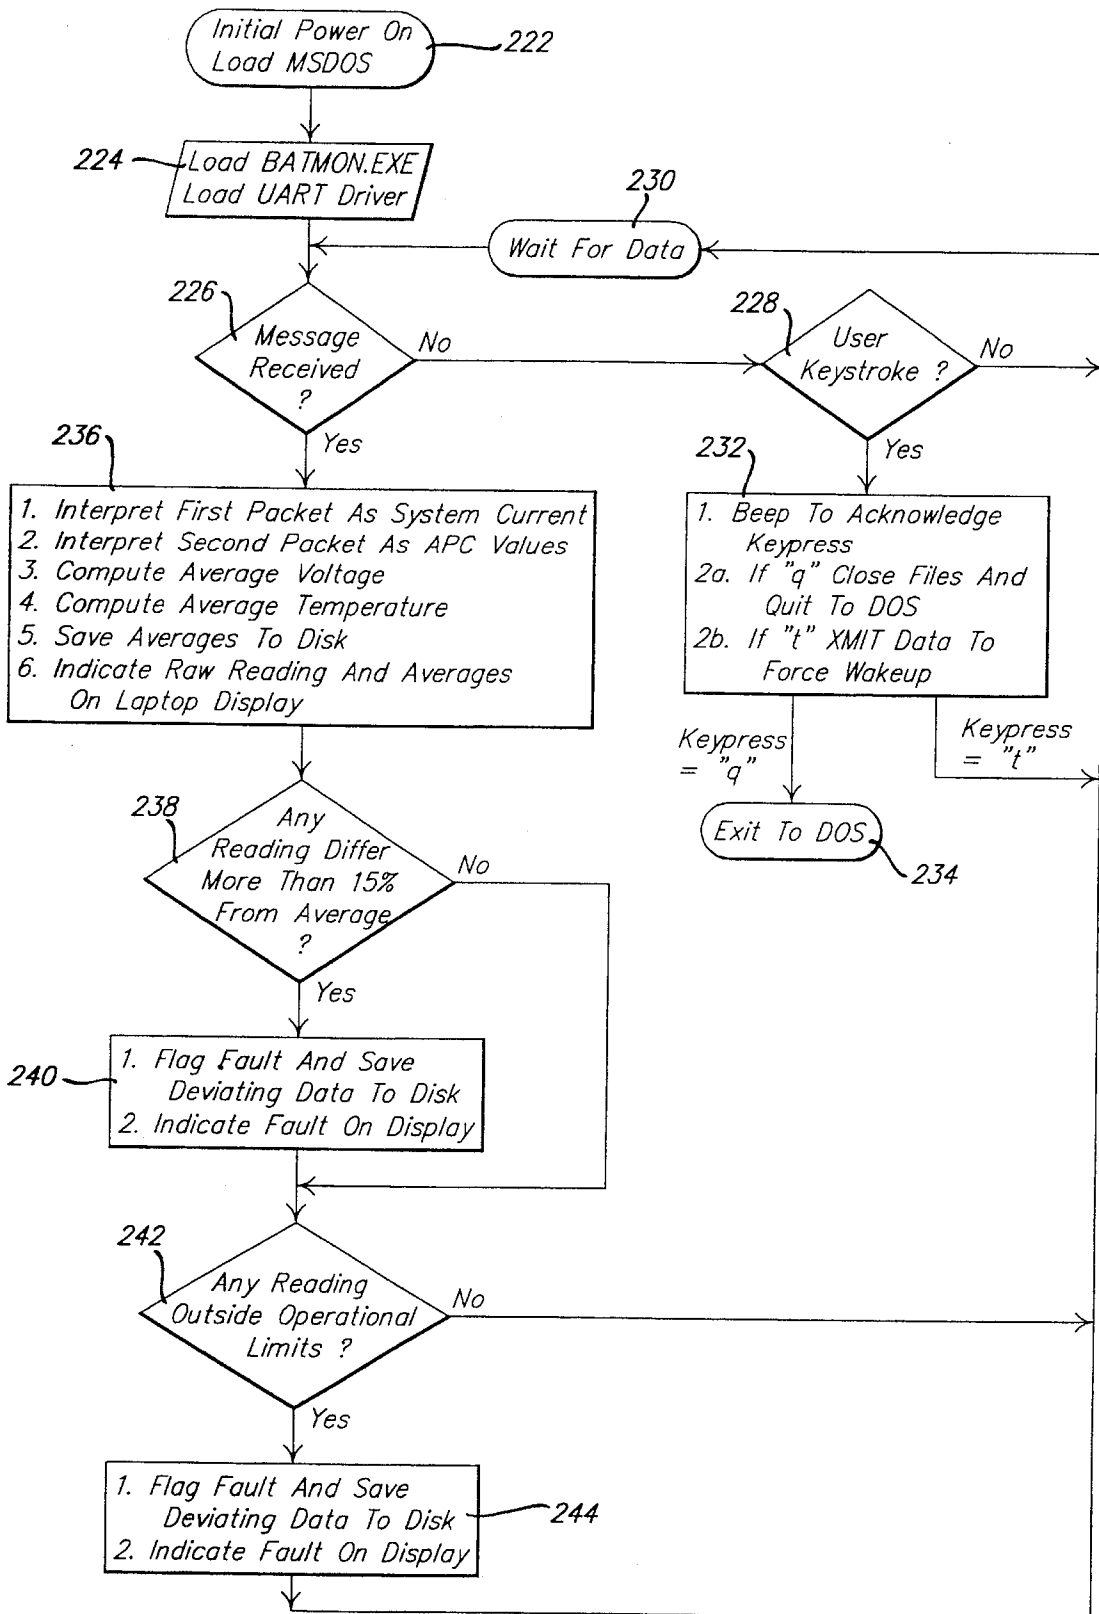 Initial Power On
Load MSDOS
222
224
Load BATMON.EXE
Load UART Driver
230
Wait For Data
226
Message
Received
?
No
Yes
228
User
Keystroke ?
No
Yes
236
1. Interpret First Packet As System Current
2. Interpret Second Packet As APC Values
3. Compute Average Voltage
4. Compute Average Temperature
5. Save Averages To Disk
6. Indicate Raw Reading And Averages
On Laptop Display
232
1. Beep To Acknowledge
Keypress
2a. If "q" Close Files And
Quit To DOS
2b. If "t" XMIT Data To
Force Wakeup
Keypress
= "q"
Keypress
= "t"
Exit To DOS
234
238
Any
Reading Differ
More Than 15%
From Average
?
No
Yes
240
1. Flag Fault And Save
Deviating Data To Disk
2. Indicate Fault On Display
242
Any Reading
Outside Operational
Limits ?
No
Yes
1. Flag Fault And Save
Deviating Data To Disk
2. Indicate Fault On Display
244